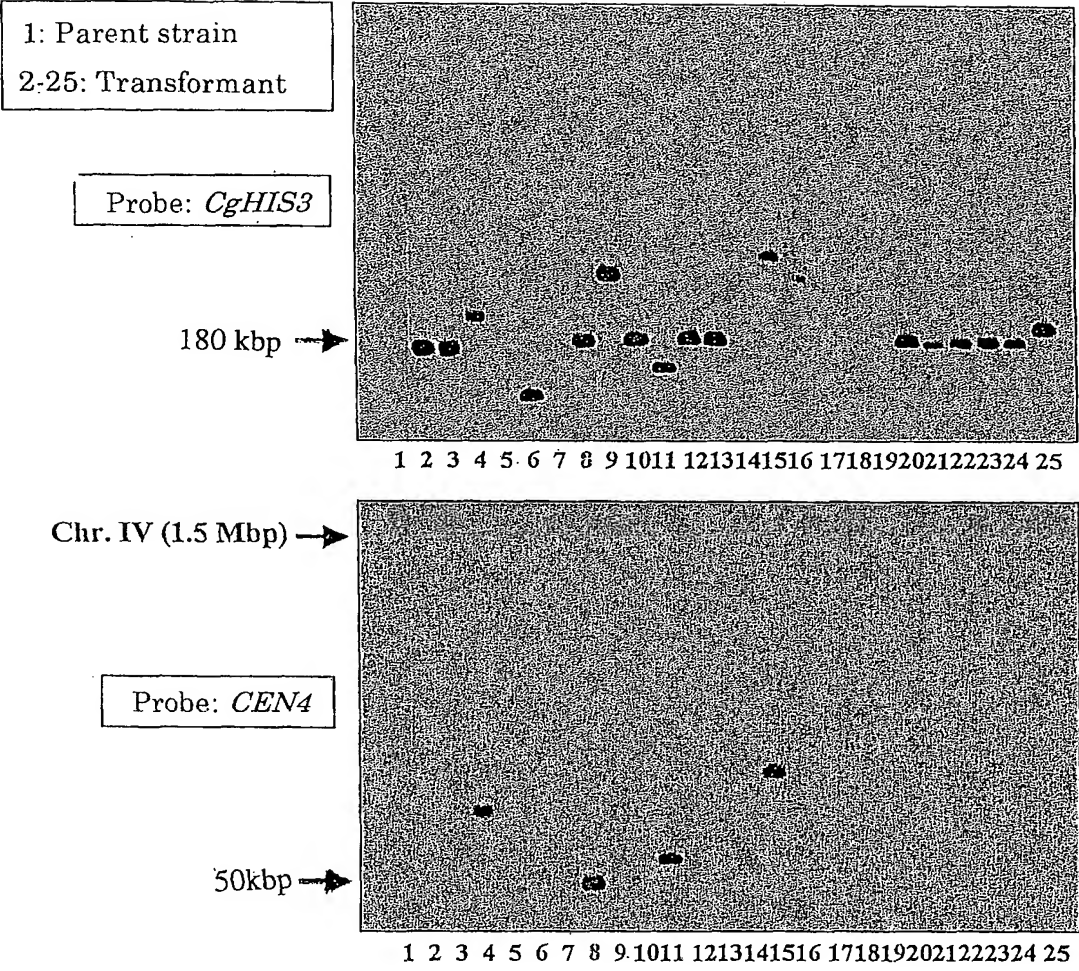 1: Parent strain
2-25: Transformant
Probe: CgHIS3
180 kbp
1 2 3 4 5 6 7 8 9 10 11 12 13 14 15 16 17 18 19 20 21 22 23 24 25
Chr. IV (1.5 Mbp)
Probe: CEN4
50kbp
1 2 3 4 5 6 7 8 9 10 11 12 13 14 15 16 17 18 19 20 21 22 23 24 25